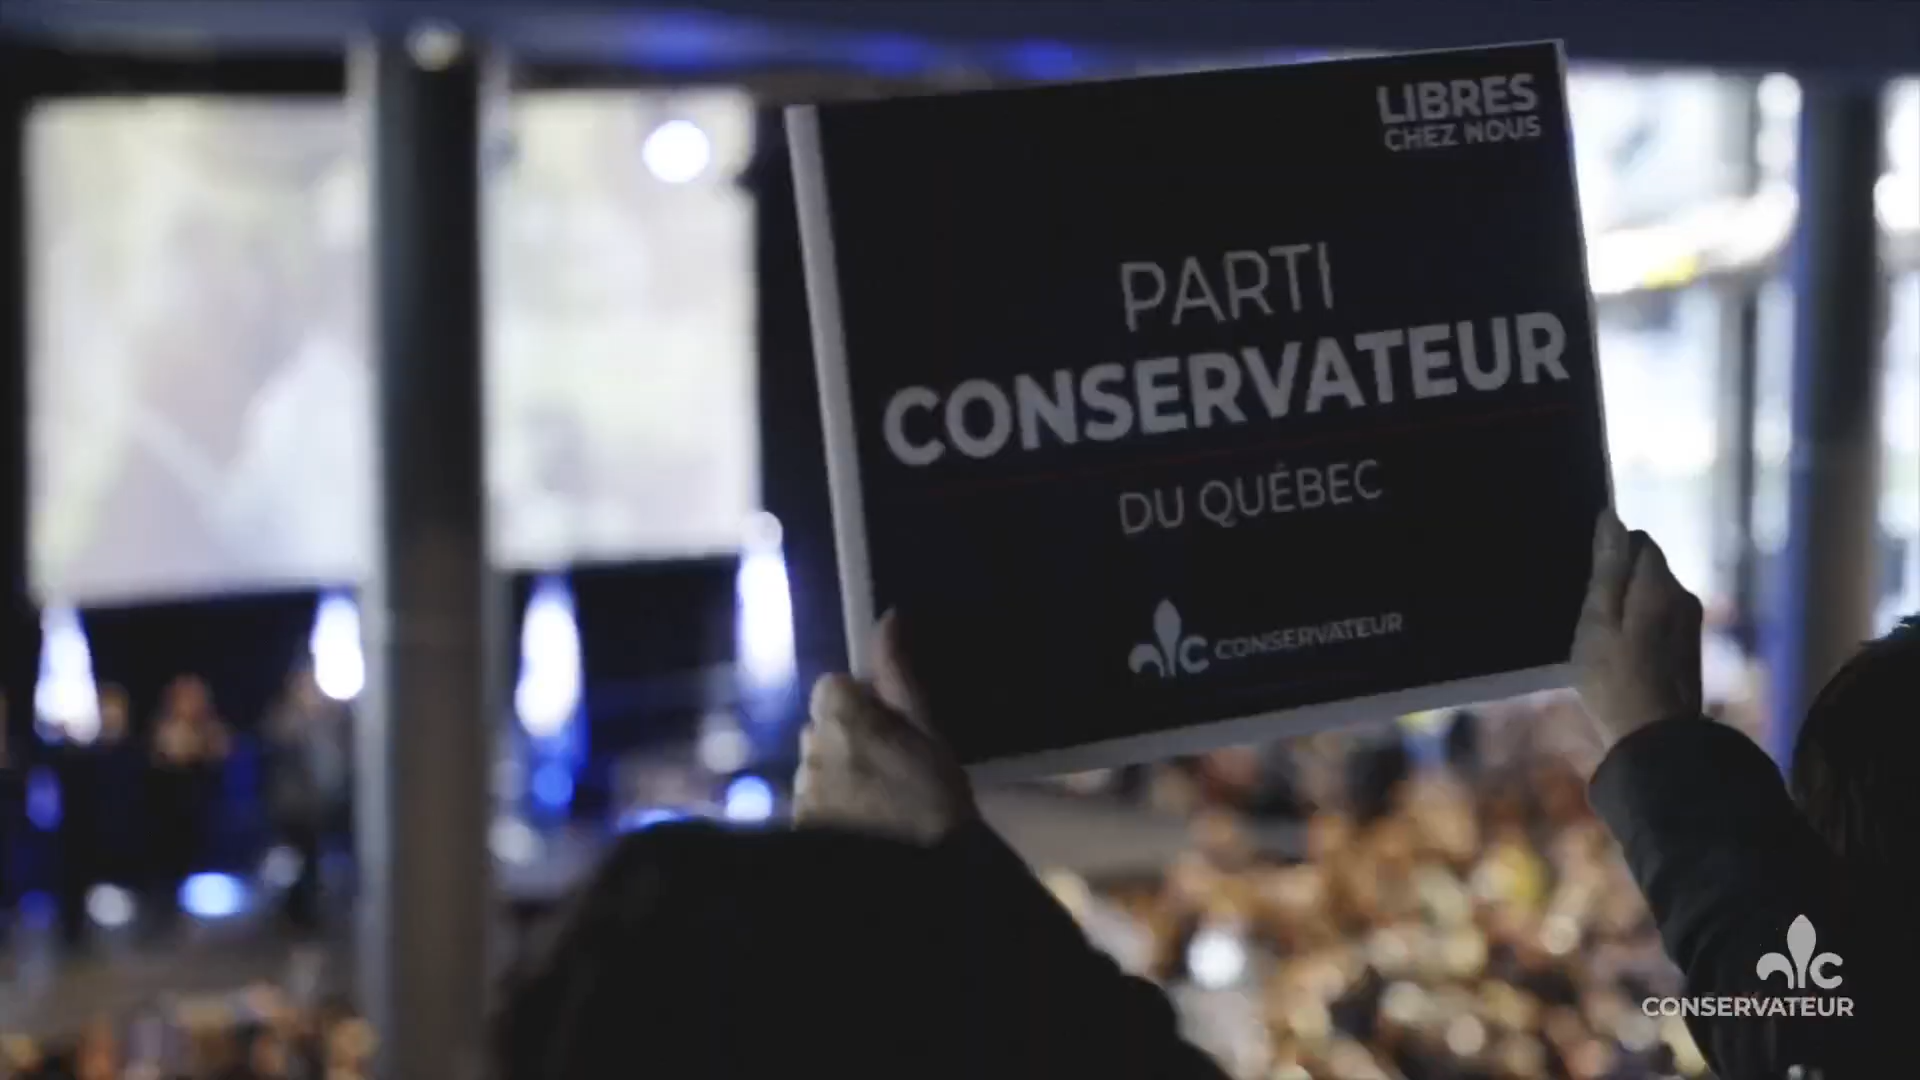 LIBRES
CHEZ NOUS
PARTI
CONSERVATEUR
DU QUÉBEC
CONSERVATEUR
CONSERVATEUR